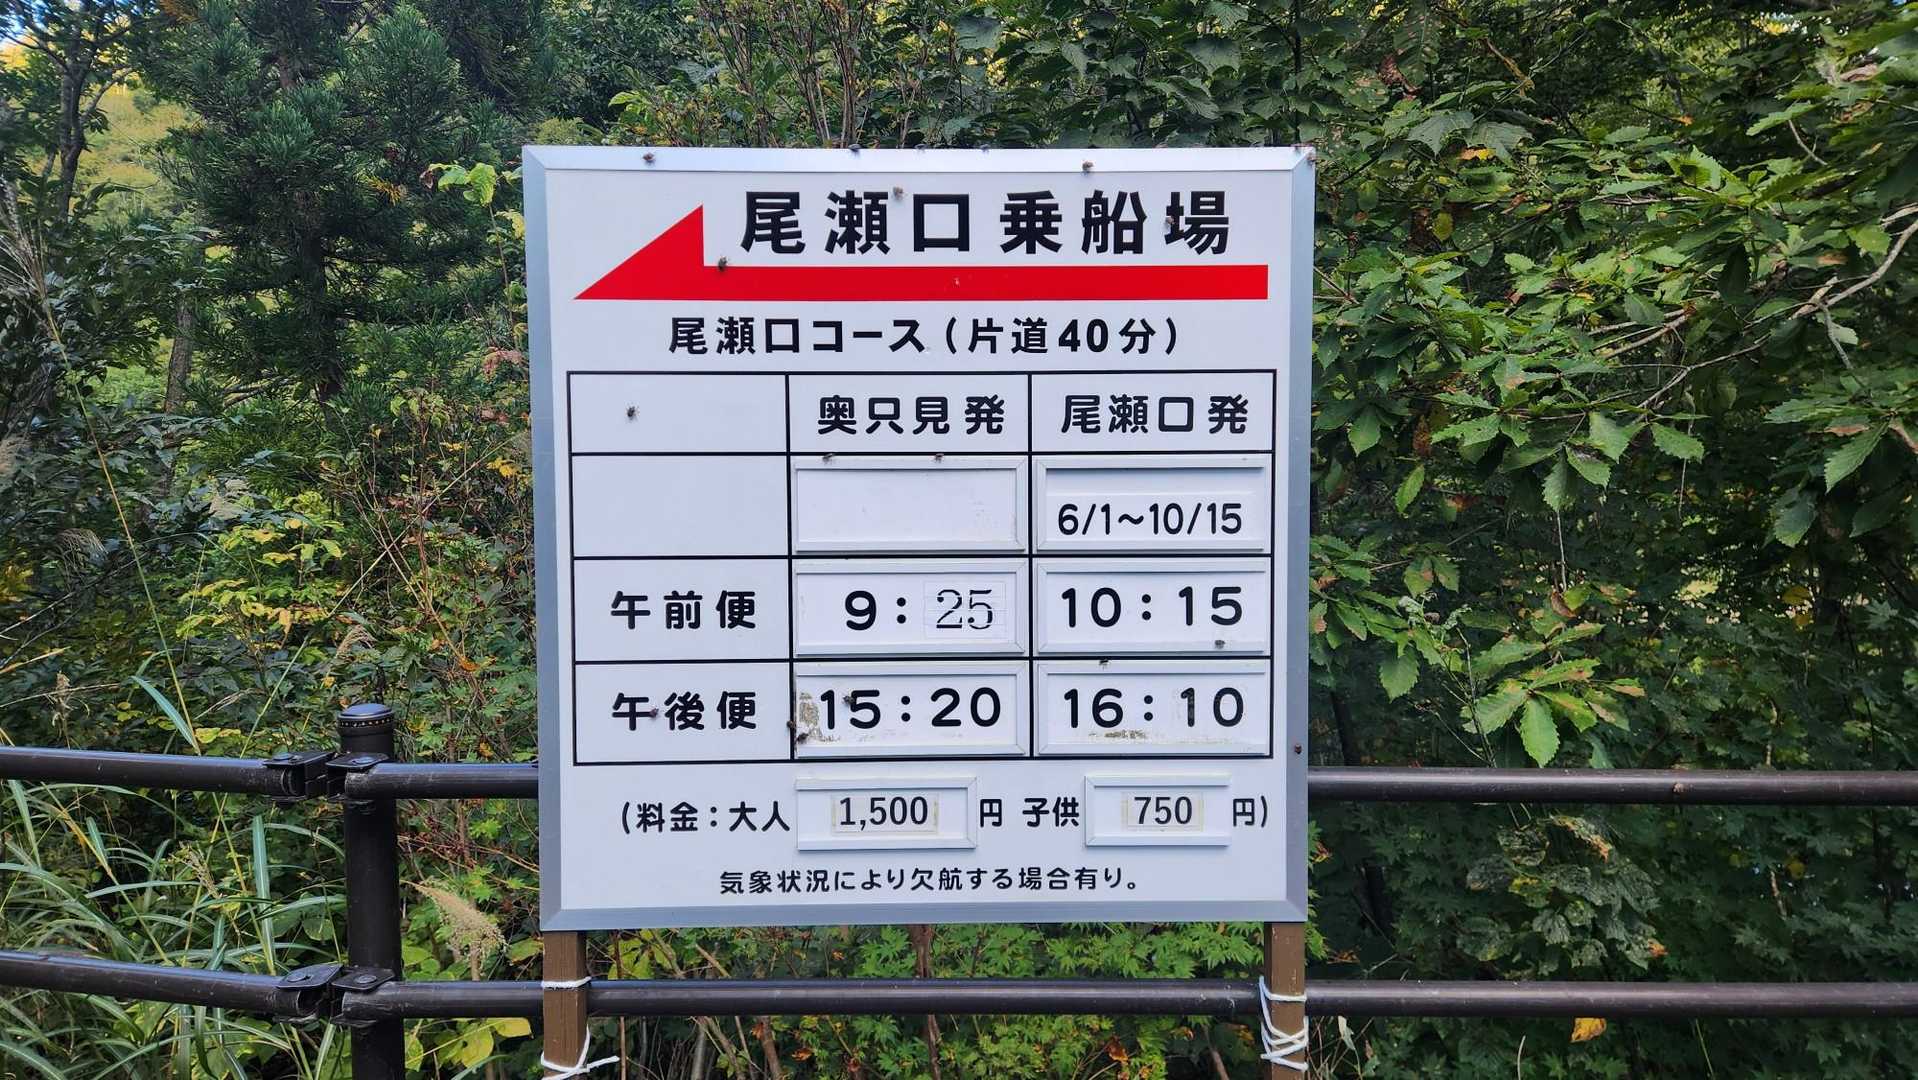 尾瀬口乗船場
尾瀬口コース(片道40分)
奥只見発 尾瀬口発
6/1~10/15
午前便 9:25 10:15
午後便 15:20 16:10
(料金:大人 1,500 円 子供 750 円)
気象状況により欠航する場合有り。